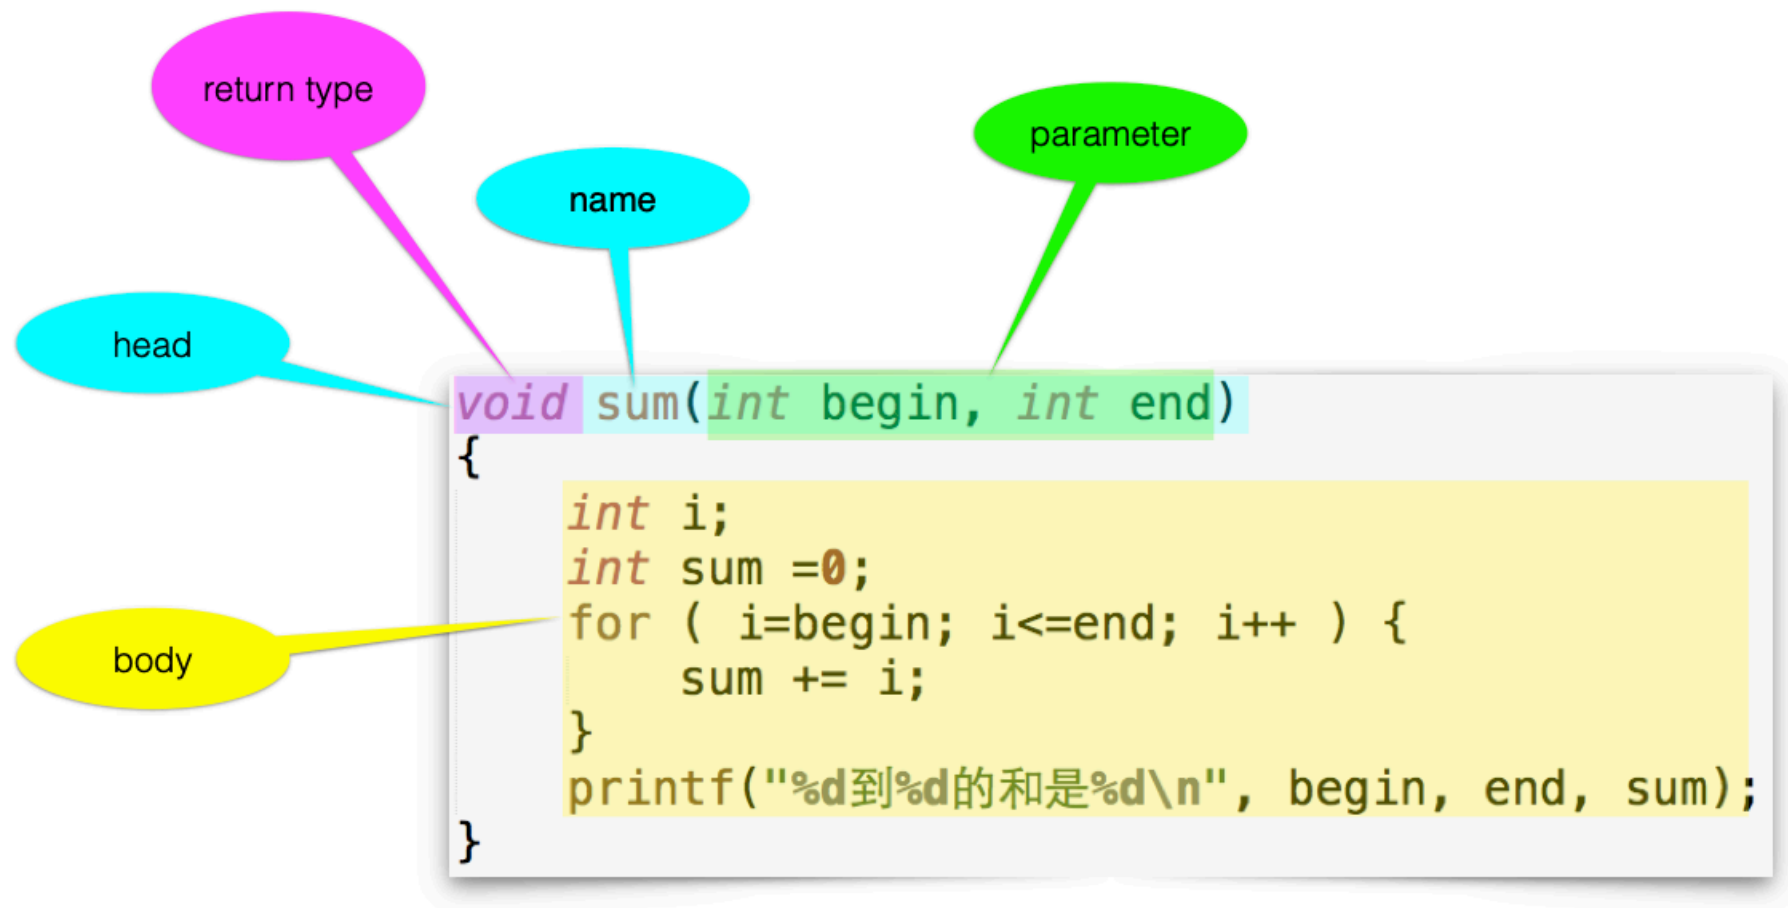 return type
parameter
name
head
void sum(int begin, int end)
{
int i;
int sum =0;
for ( i=begin; i<=end; i++ ) {
body
sum += i;
}
printf("%d到%d的和是%d\n", begin, end, sum);
}